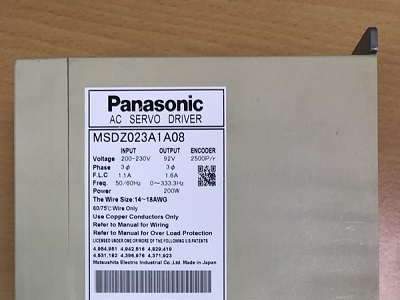 Panasonic
AC SERVO DRIVER
MSDZ023A1A08
INPUT OUTPUT ENCODER
Voltage 200-230V 92V 2500P/r
Phase 3ϕ 3ϕ
F.L.C 1.1A 1.6A
Freq. 50/60Hz 0~333.3Hz
Power 200W
The Wire Size:14~18AWG
60/75℃ Wire Only
Use Copper Conductors Only
Refer to Manual for Wiring
Refer to Manual for Over Load Protection
LICENSED UNDER ONE OR MORE OF THE FOLLOWING U.S PATENTS
4,984,981 4,942,816 4,929,419
4,531,182 4,396,976 4,371,923
Matsushita Electric Industrial Co., Ltd. Made in Japan